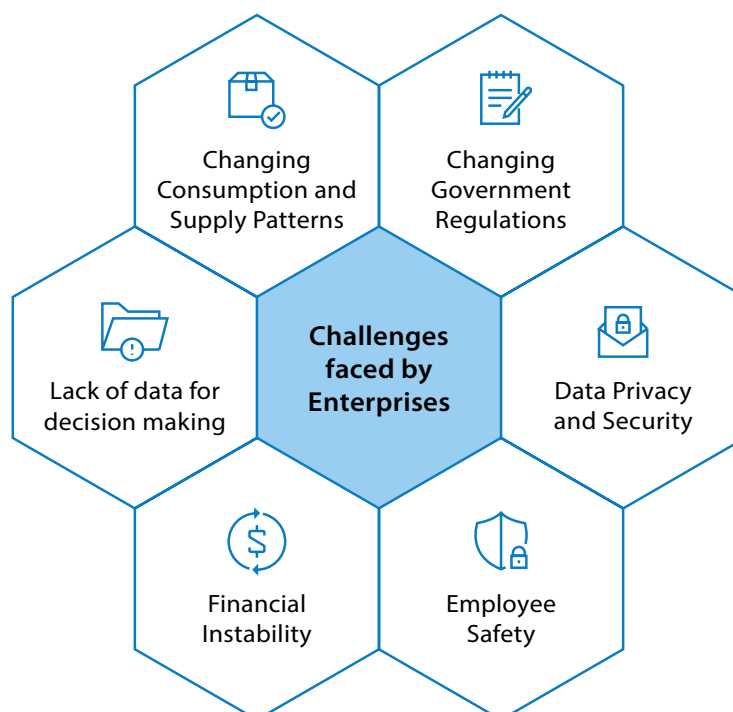 Changing
Consumption and
Supply Patterns
Changing
Government
Regulations
Lack of data for
decision making
Challenges
faced by
Enterprises
Data Privacy
and Security
$
Financial
Instability
Employee
Safety